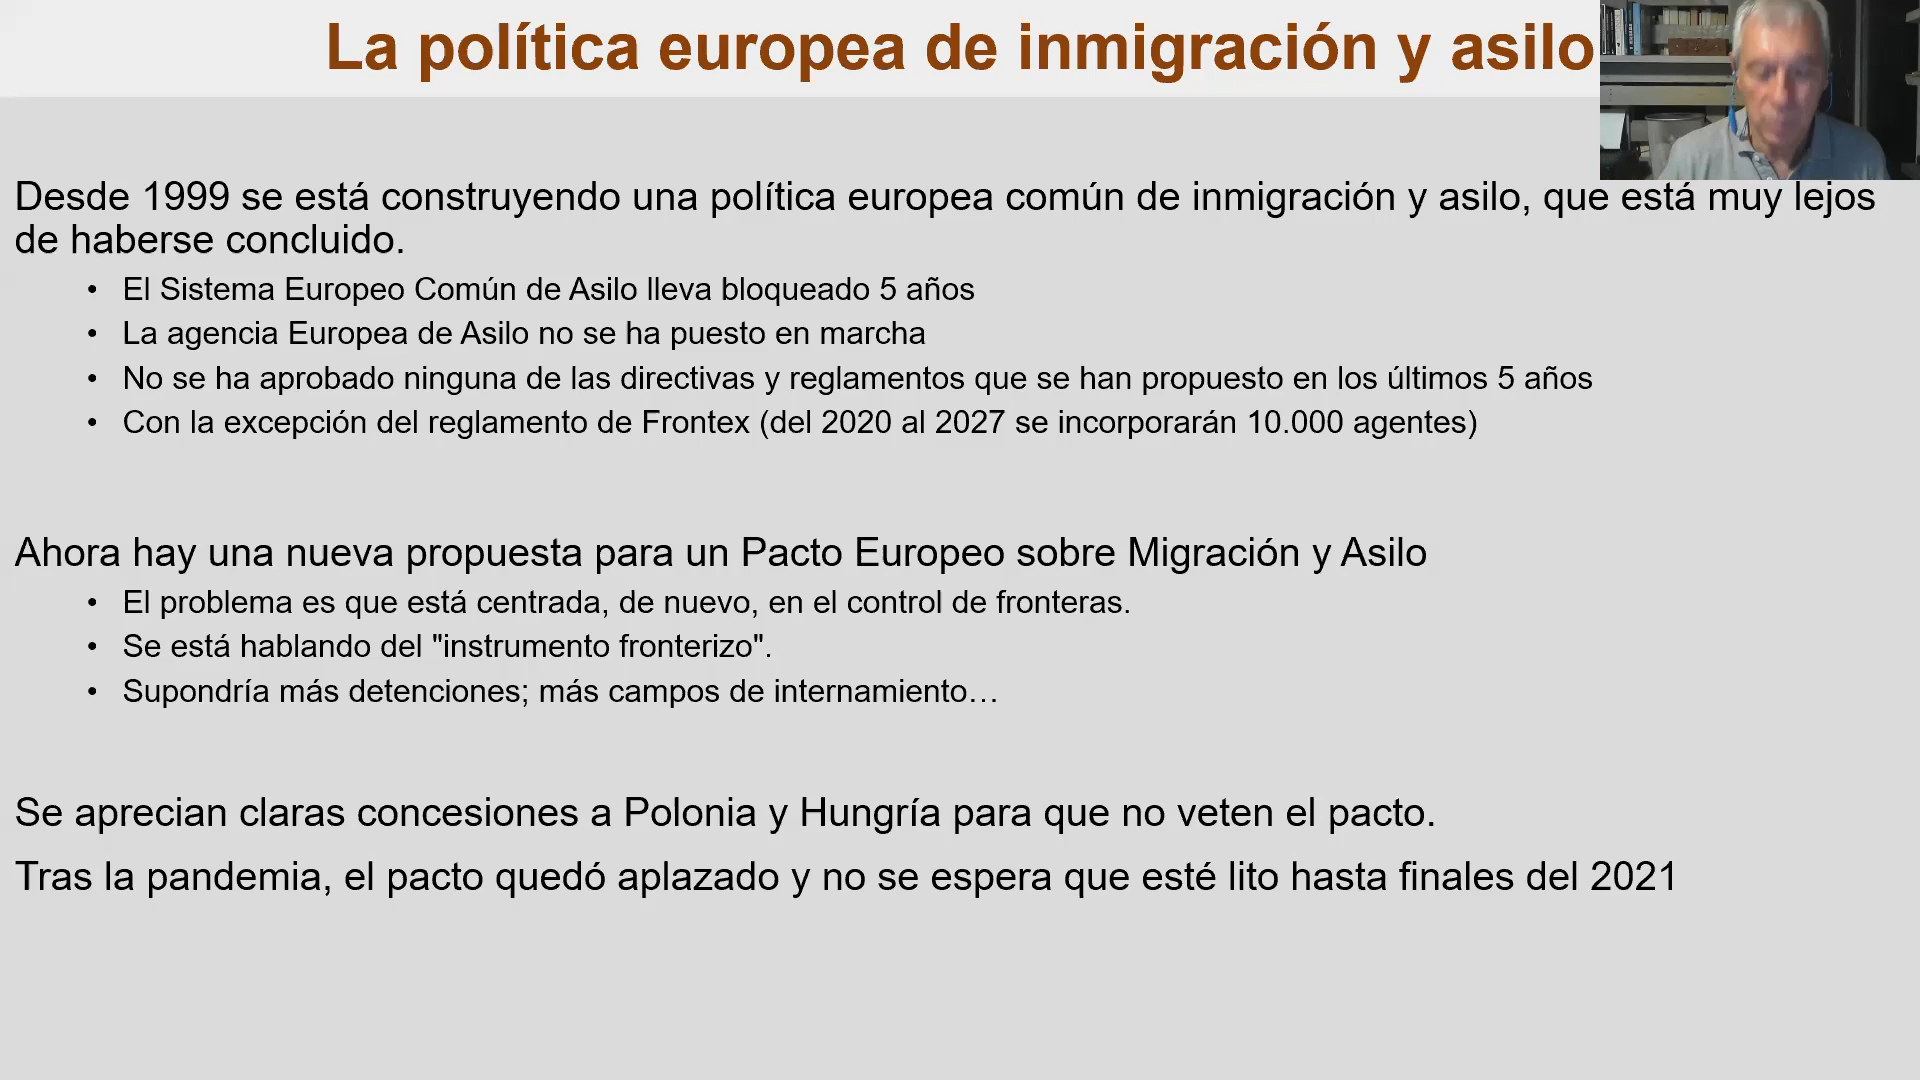 La política europea de inmigración y asilo
Desde 1999 se está construyendo una política europea común de inmigración y asilo, que está muy lejos
de haberse concluido.
• El Sistema Europeo Común de Asilo lleva bloqueado 5 años
• La agencia Europea de Asilo no se ha puesto en marcha
• No se ha aprobado ninguna de las directivas y reglamentos que se han propuesto en los últimos 5 años
• Con la excepción del reglamento de Frontex (del 2020 al 2027 se incorporarán 10.000 agentes)
Ahora hay una nueva propuesta para un Pacto Europeo sobre Migración y Asilo
• El problema es que está centrada, de nuevo, en el control de fronteras.
• Se está hablando del "instrumento fronterizo".
• Supondría más detenciones; más campos de internamiento…
Se aprecian claras concesiones a Polonia y Hungría para que no veten el pacto.
Tras la pandemia, el pacto quedó aplazado y no se espera que esté lito hasta finales del 2021